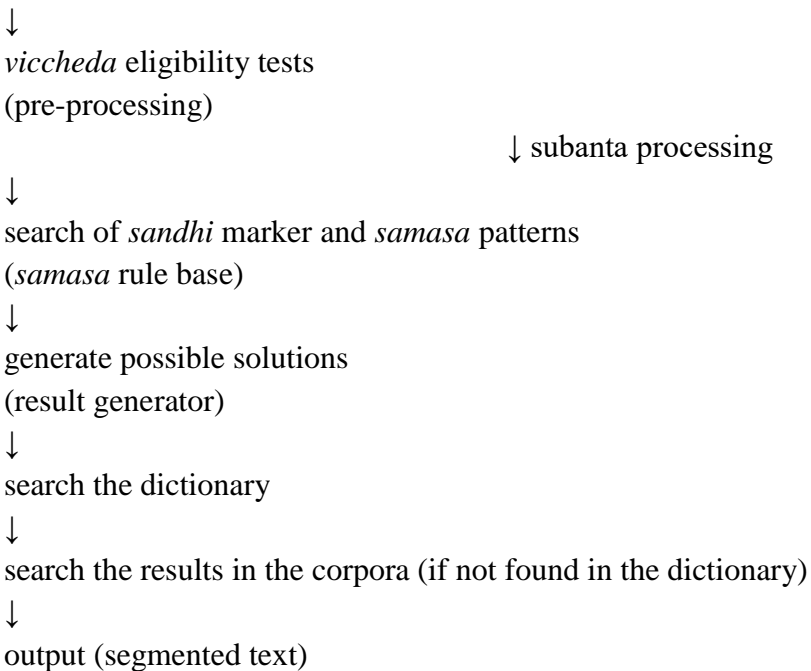 ↓
viccheda eligibility tests
(pre-processing)
↓ subanta processing
↓
search of sandhi marker and samasa patterns
(samasa rule base)
↓
generate possible solutions
(result generator)
↓
search the dictionary
↓
search the results in the corpora (if not found in the dictionary)
↓
output (segmented text)